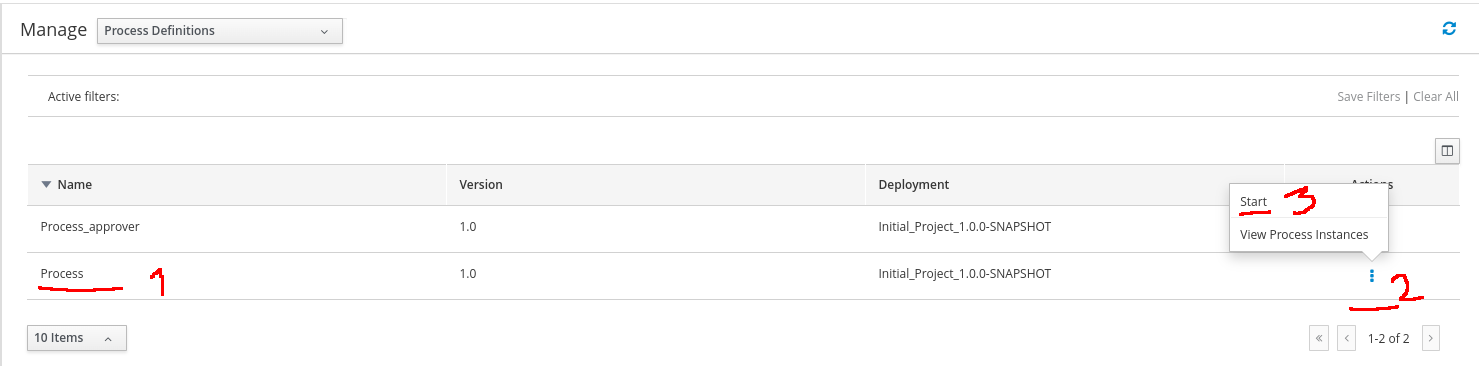 Manage Process Definitions
Active filters: Save Filters | Clear All
Name Version Deployment Actions
Start 3
Process_approver 1.0 Initial_Project_1.0.0-SNAPSHOT
View Process Instances
Process 1 1.0 Initial_Project_1.0.0-SNAPSHOT
2
10 Items 1-2 of 2